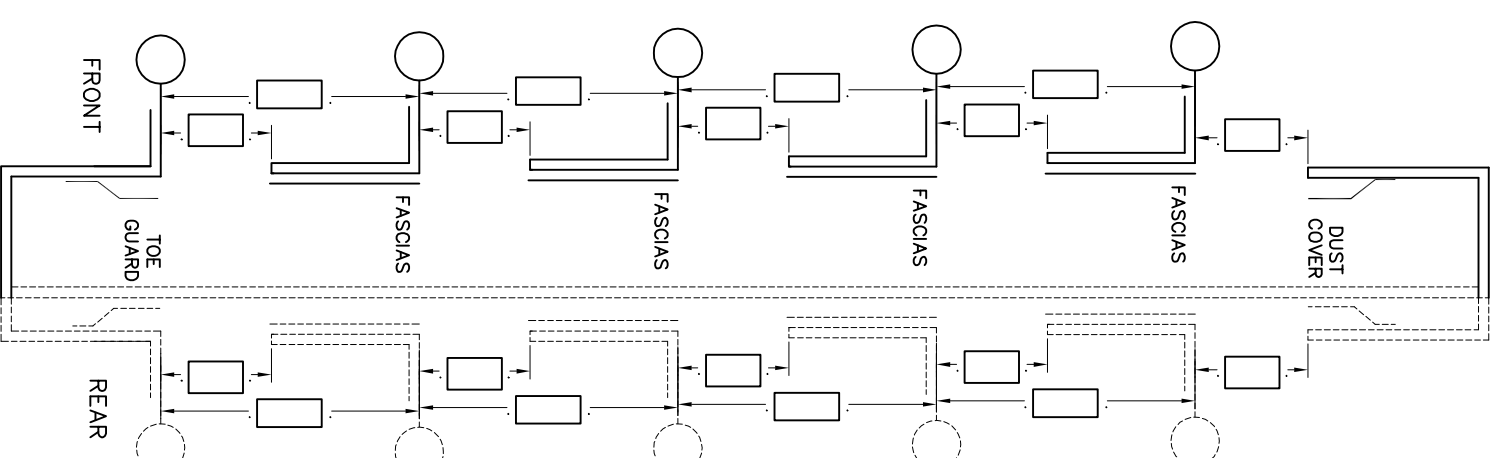 FRONT
TOE
GUARD
FASCIAS
FASCIAS
FASCIAS
FASCIAS
DUST
COVER
REAR